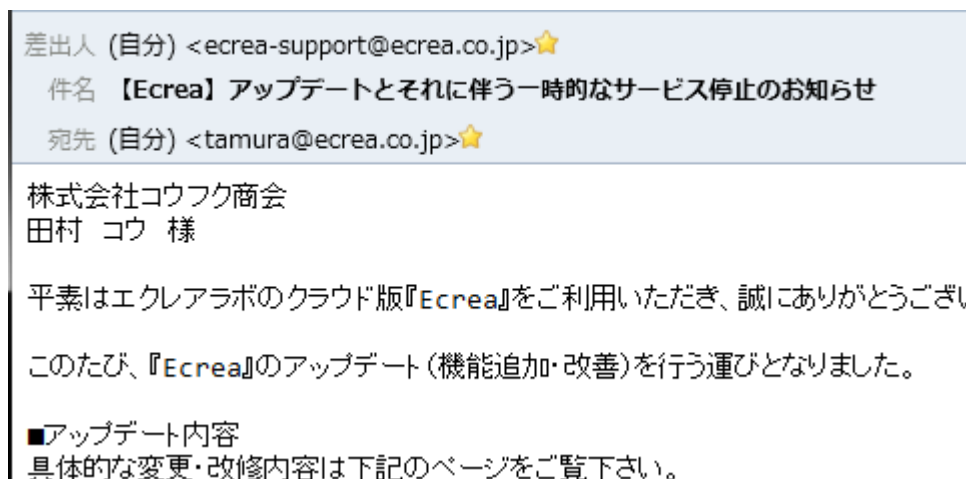 差出人 (自分) <ecrea-support@ecrea.co.jp>
件名 【Ecrea】アップデートとそれに伴う一時的なサービス停止のお知らせ
宛先 (自分) <tamura@ecrea.co.jp>
株式会社コウフク商会
田村 コウ 様
平素はエクレアラボのクラウド版『Ecrea』をご利用いただき、誠にありがとうござい
このたび、『Ecrea』のアップデート(機能追加・改善)を行う運びとなりました。
■アップデート内容
具体的な変更・改修内容は下記のページをご覧下さい。